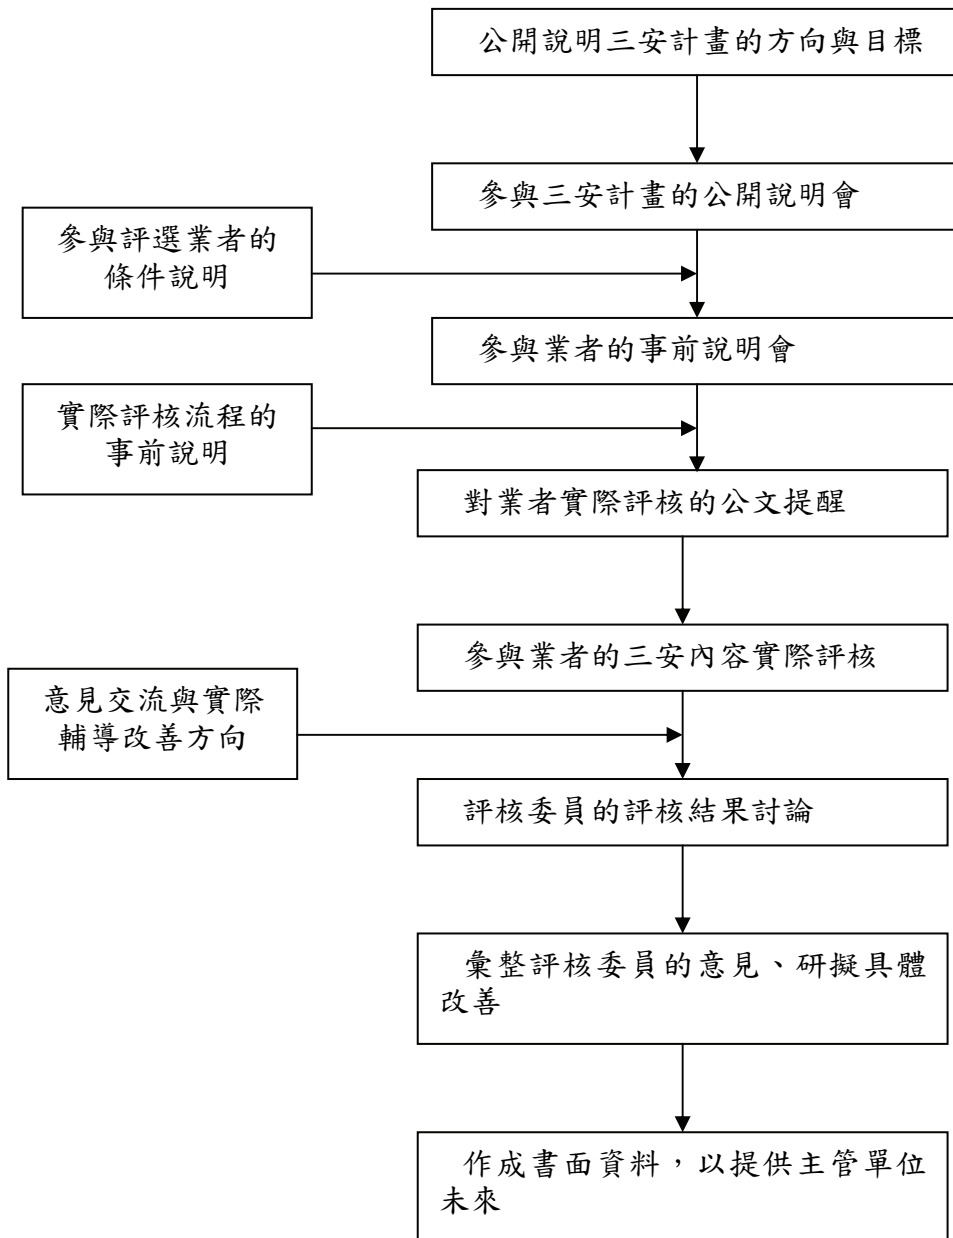 公開說明三安計畫的方向與目標
參與三安計畫的公開說明會
參與評選業者的
條件說明
參與業者的事前說明會
實際評核流程的
事前說明
對業者實際評核的公文提醒
參與業者的三安內容實際評核
意見交流與實際
輔導改善方向
評核委員的評核結果討論
彙整評核委員的意見、研擬具體
改善
作成書面資料，以提供主管單位
未來